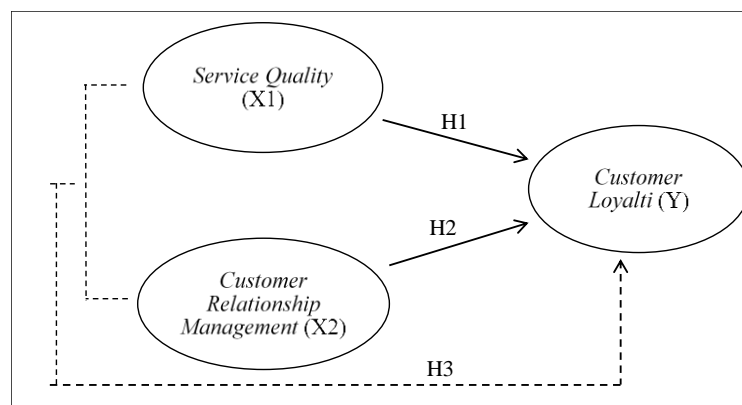 Service Quality
(X1)
H1
Customer
Loyalti (Y)
H2
Customer
Relationship
Management (X2)
H3